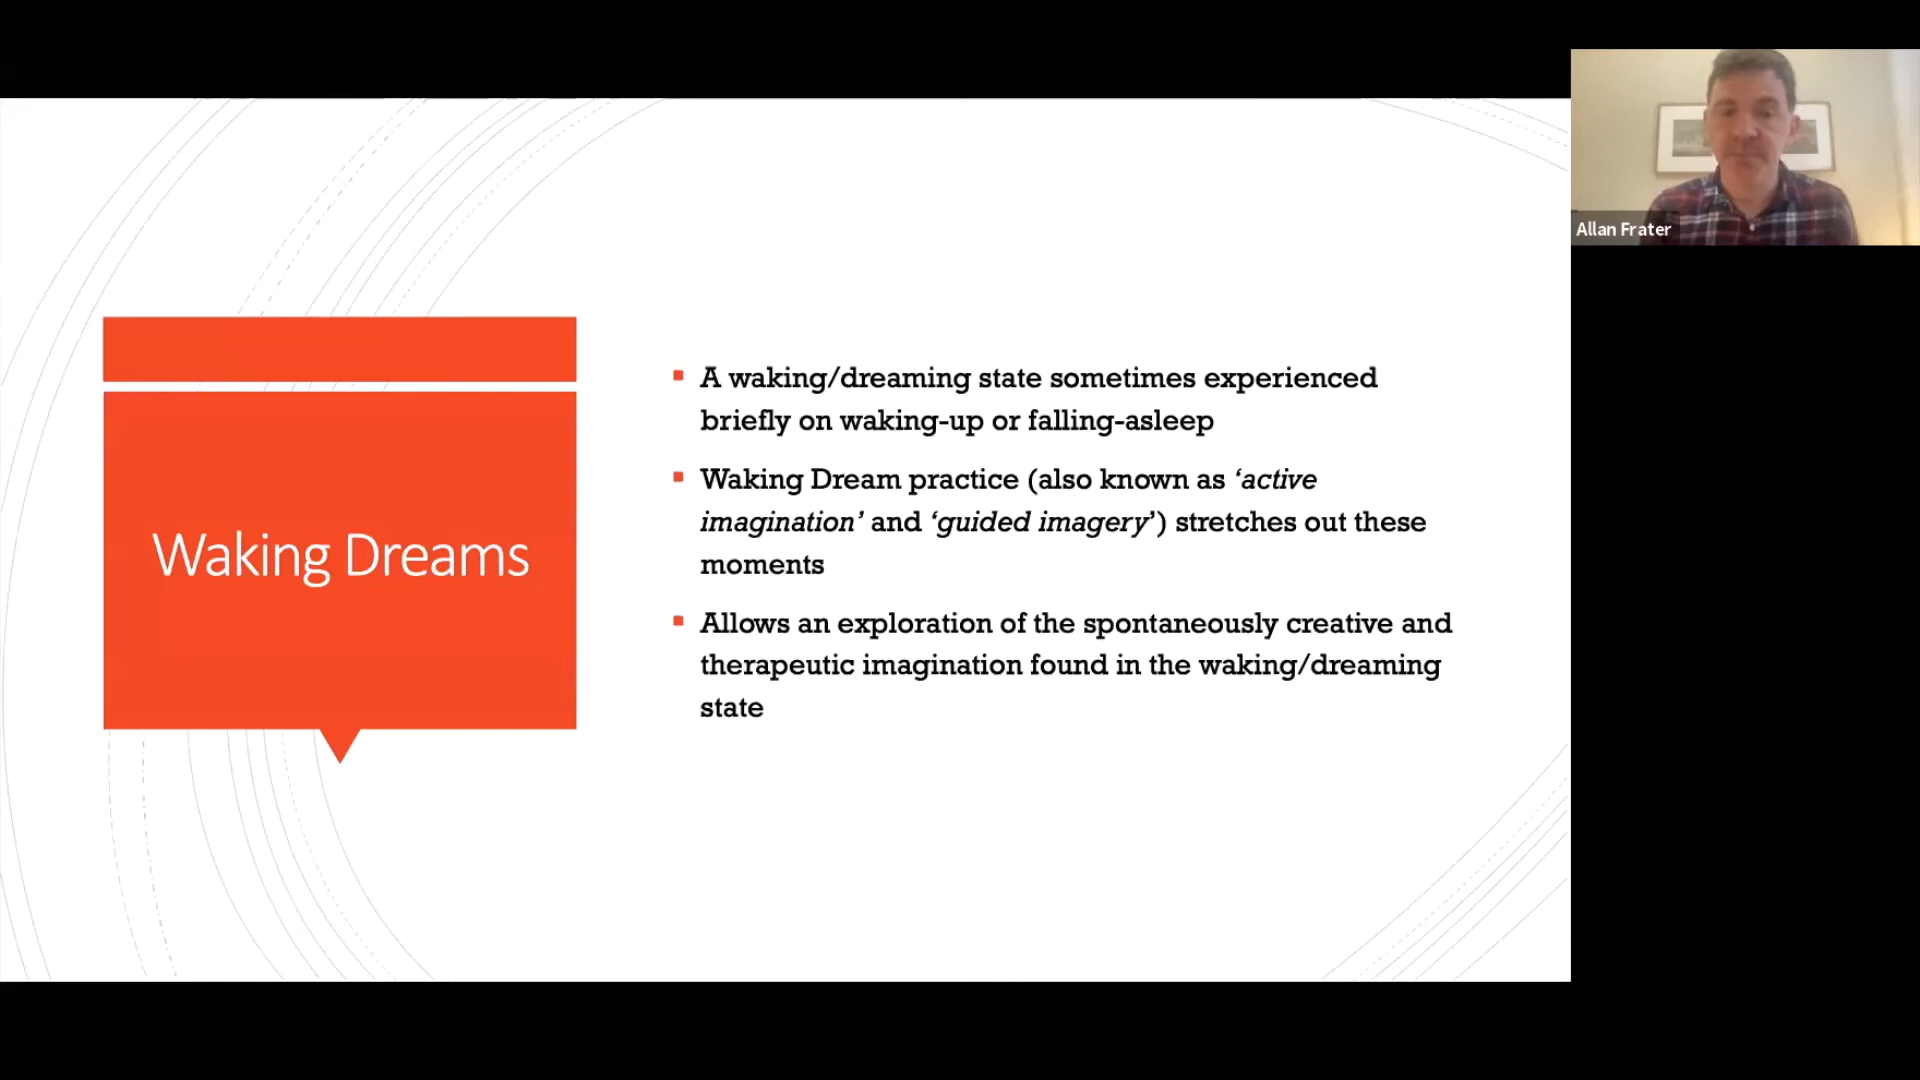 Waking Dreams
A waking/dreaming state sometimes experienced
briefly on waking-up or falling-asleep
Waking Dream practice (also known as ‘active
imagination’ and ‘guided imagery’) stretches out these
moments
Allows an exploration of the spontaneously creative and
therapeutic imagination found in the waking/dreaming
state
Allan Frater